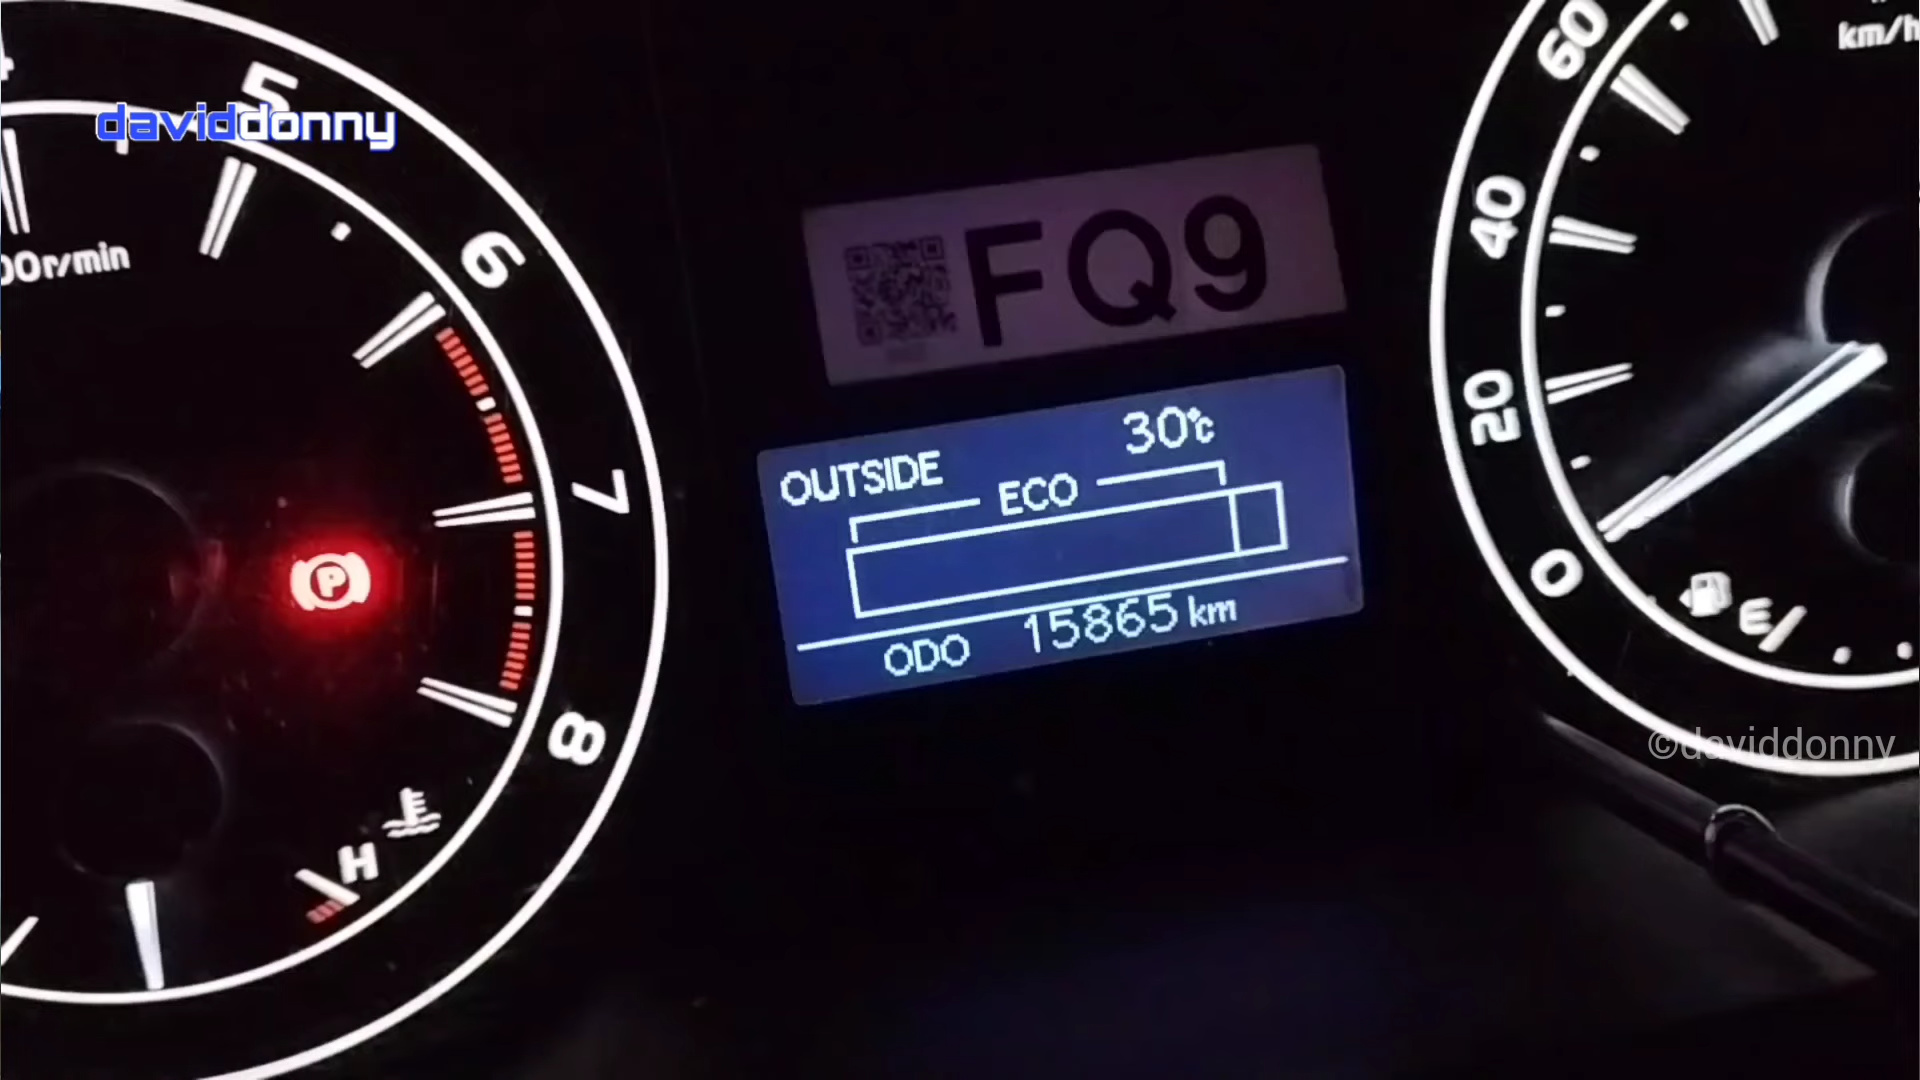 5
daviddonny
6
00r/min
7
8
H
FQ9
OUTSIDE
30°C
ECO
ODO 15865 km
km/h
60
40
20
0
E
©daviddonny